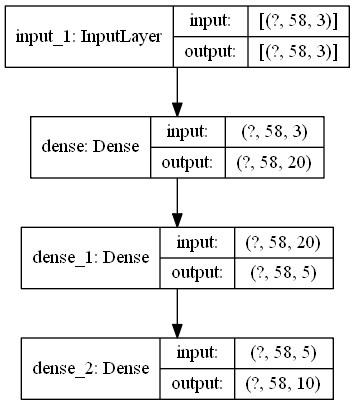 input_1: InputLayer
input: [(?, 58, 3)]
output: [(?, 58, 3)]
dense: Dense
input: (?, 58, 3)
output: (?, 58, 20)
dense_1: Dense
input: (?, 58, 20)
output: (?, 58, 5)
dense_2: Dense
input: (?, 58, 5)
output: (?, 58, 10)